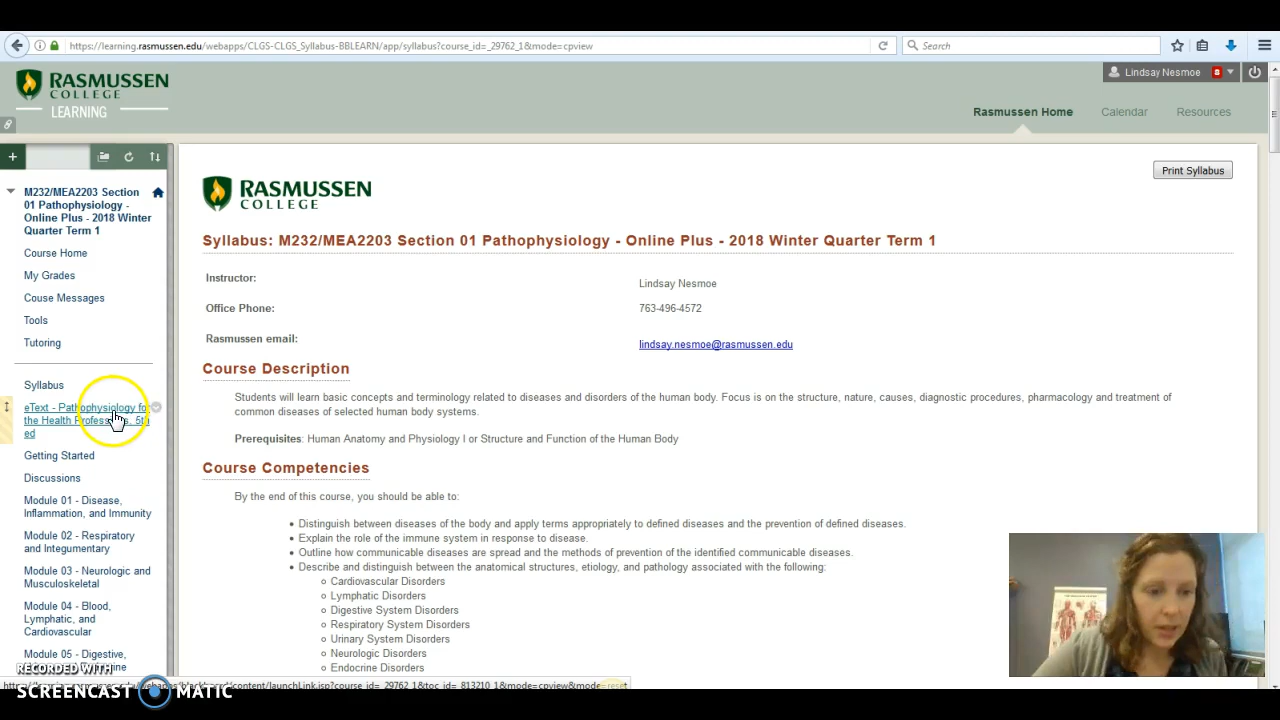 https://learning.rasmussen.edu/webapps/CLGS-CLGS_Syllabus-BBLEARN/app/syllabus?course_id=_29762_1&mode=cpview
Search
RASMUSSEN
COLLEGE
LEARNING
Lindsay Nesmoe 8
Rasmussen Home Calendar Resources
M232/MEA2203 Section
01 Pathophysiology -
Online Plus - 2018 Winter
Quarter Term 1
Course Home
My Grades
Couse Messages
Tools
Tutoring
Syllabus
eText - Pathophysiology for
the Health Professions, 5th
ed
Getting Started
Discussions
Module 01 - Disease,
Inflammation, and Immunity
Module 02 - Respiratory
and Integumentary
Module 03 - Neurologic and
Musculoskeletal
Module 04 - Blood,
Lymphatic, and
Cardiovascular
Module 05 - Digestive,
Print Syllabus
RASMUSSEN
COLLEGE
Syllabus: M232/MEA2203 Section 01 Pathophysiology - Online Plus - 2018 Winter Quarter Term 1
Instructor: Lindsay Nesmoe
Office Phone: 763-496-4572
Rasmussen email: lindsay.nesmoe@rasmussen.edu
Course Description
Students will learn basic concepts and terminology related to diseases and disorders of the human body. Focus is on the structure, nature, causes, diagnostic procedures, pharmacology and treatment of
common diseases of selected human body systems.
Prerequisites: Human Anatomy and Physiology I or Structure and Function of the Human Body
Course Competencies
By the end of this course, you should be able to:
Distinguish between diseases of the body and apply terms appropriately to defined diseases and the prevention of defined diseases.
Explain the role of the immune system in response to disease.
Outline how communicable diseases are spread and the methods of prevention of the identified communicable diseases.
Describe and distinguish between the anatomical structures, etiology, and pathology associated with the following:
Cardiovascular Disorders
Lymphatic Disorders
Digestive System Disorders
Respiratory System Disorders
Urinary System Disorders
Neurologic Disorders
Endocrine Disorders
RECORDED WITH
SCREENCAST MATIC